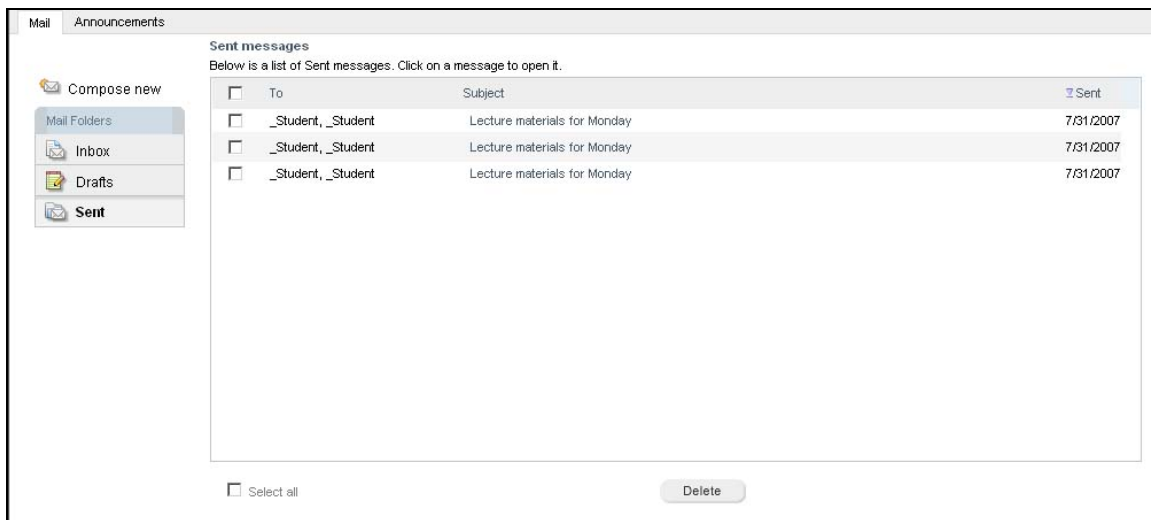 Mail Announcements
Sent messages
Below is a list of Sent messages. Click on a message to open it.
Compose new
Mail Folders
Inbox
Drafts
Sent
To Subject Sent
_Student, _Student Lecture materials for Monday 7/31/2007
_Student, _Student Lecture materials for Monday 7/31/2007
_Student, _Student Lecture materials for Monday 7/31/2007
Select all Delete